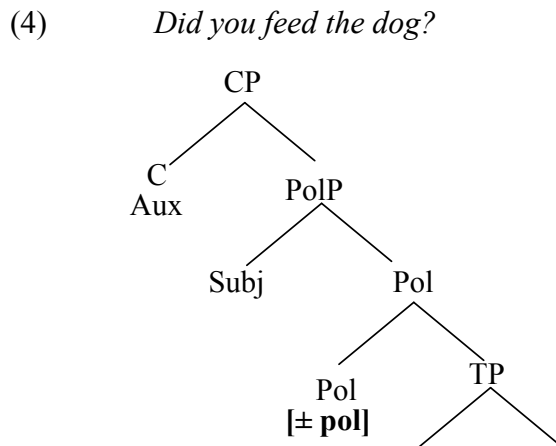 (4) Did you feed the dog?
CP
C
Aux
PolP
Subj
Pol
Pol
[± pol]
TP